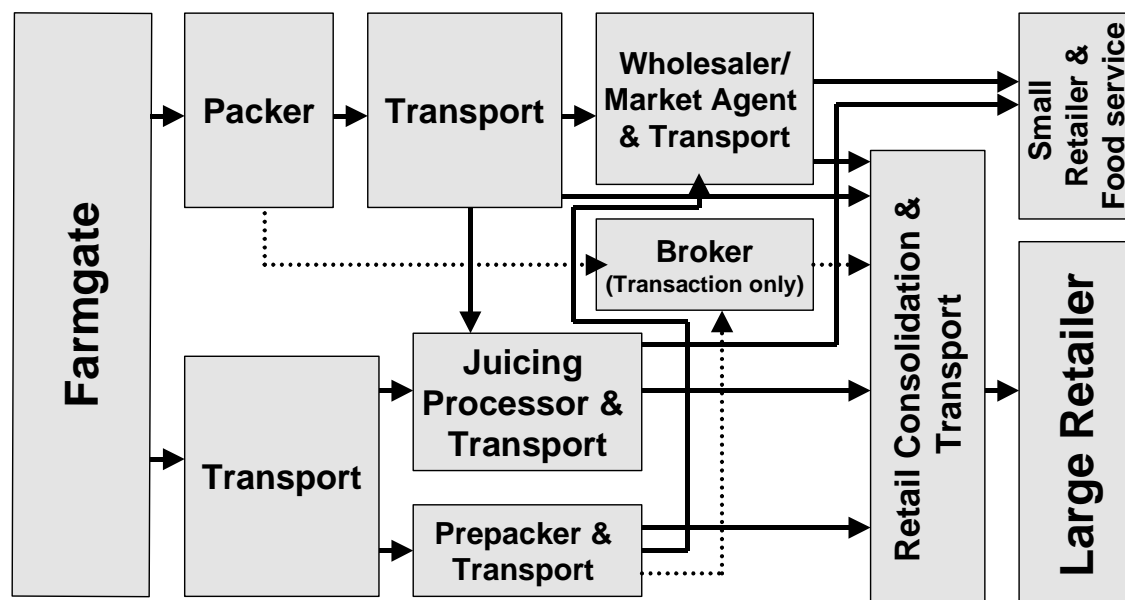 Farmgate
Packer
Transport
Wholesaler/
Market Agent
& Transport
Small
Retailer &
Food service
Broker
(Transaction only)
Juicing
Processor &
Transport
Transport
Prepacker &
Transport
Retail Consolidation &
Transport
Large Retailer